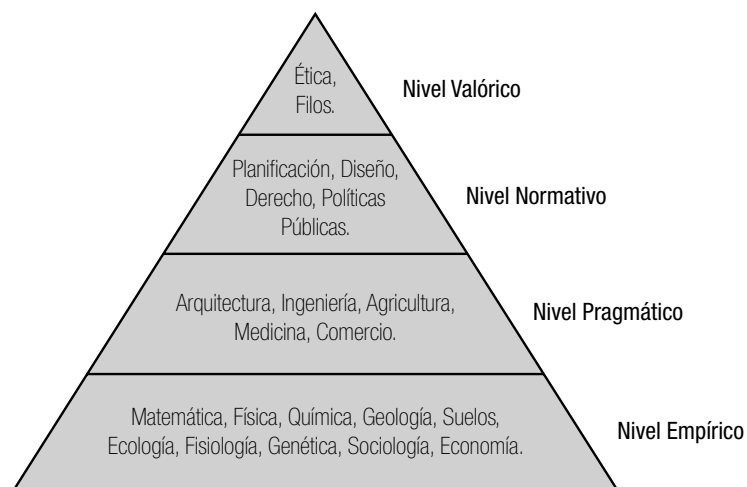 Ética,
Filos.
Nivel Valórico
Planificación, Diseño,
Derecho, Políticas
Públicas.
Nivel Normativo
Arquitectura, Ingeniería, Agricultura,
Medicina, Comercio.
Nivel Pragmático
Matemática, Física, Química, Geología, Suelos,
Ecología, Fisiología, Genética, Sociología, Economía.
Nivel Empírico